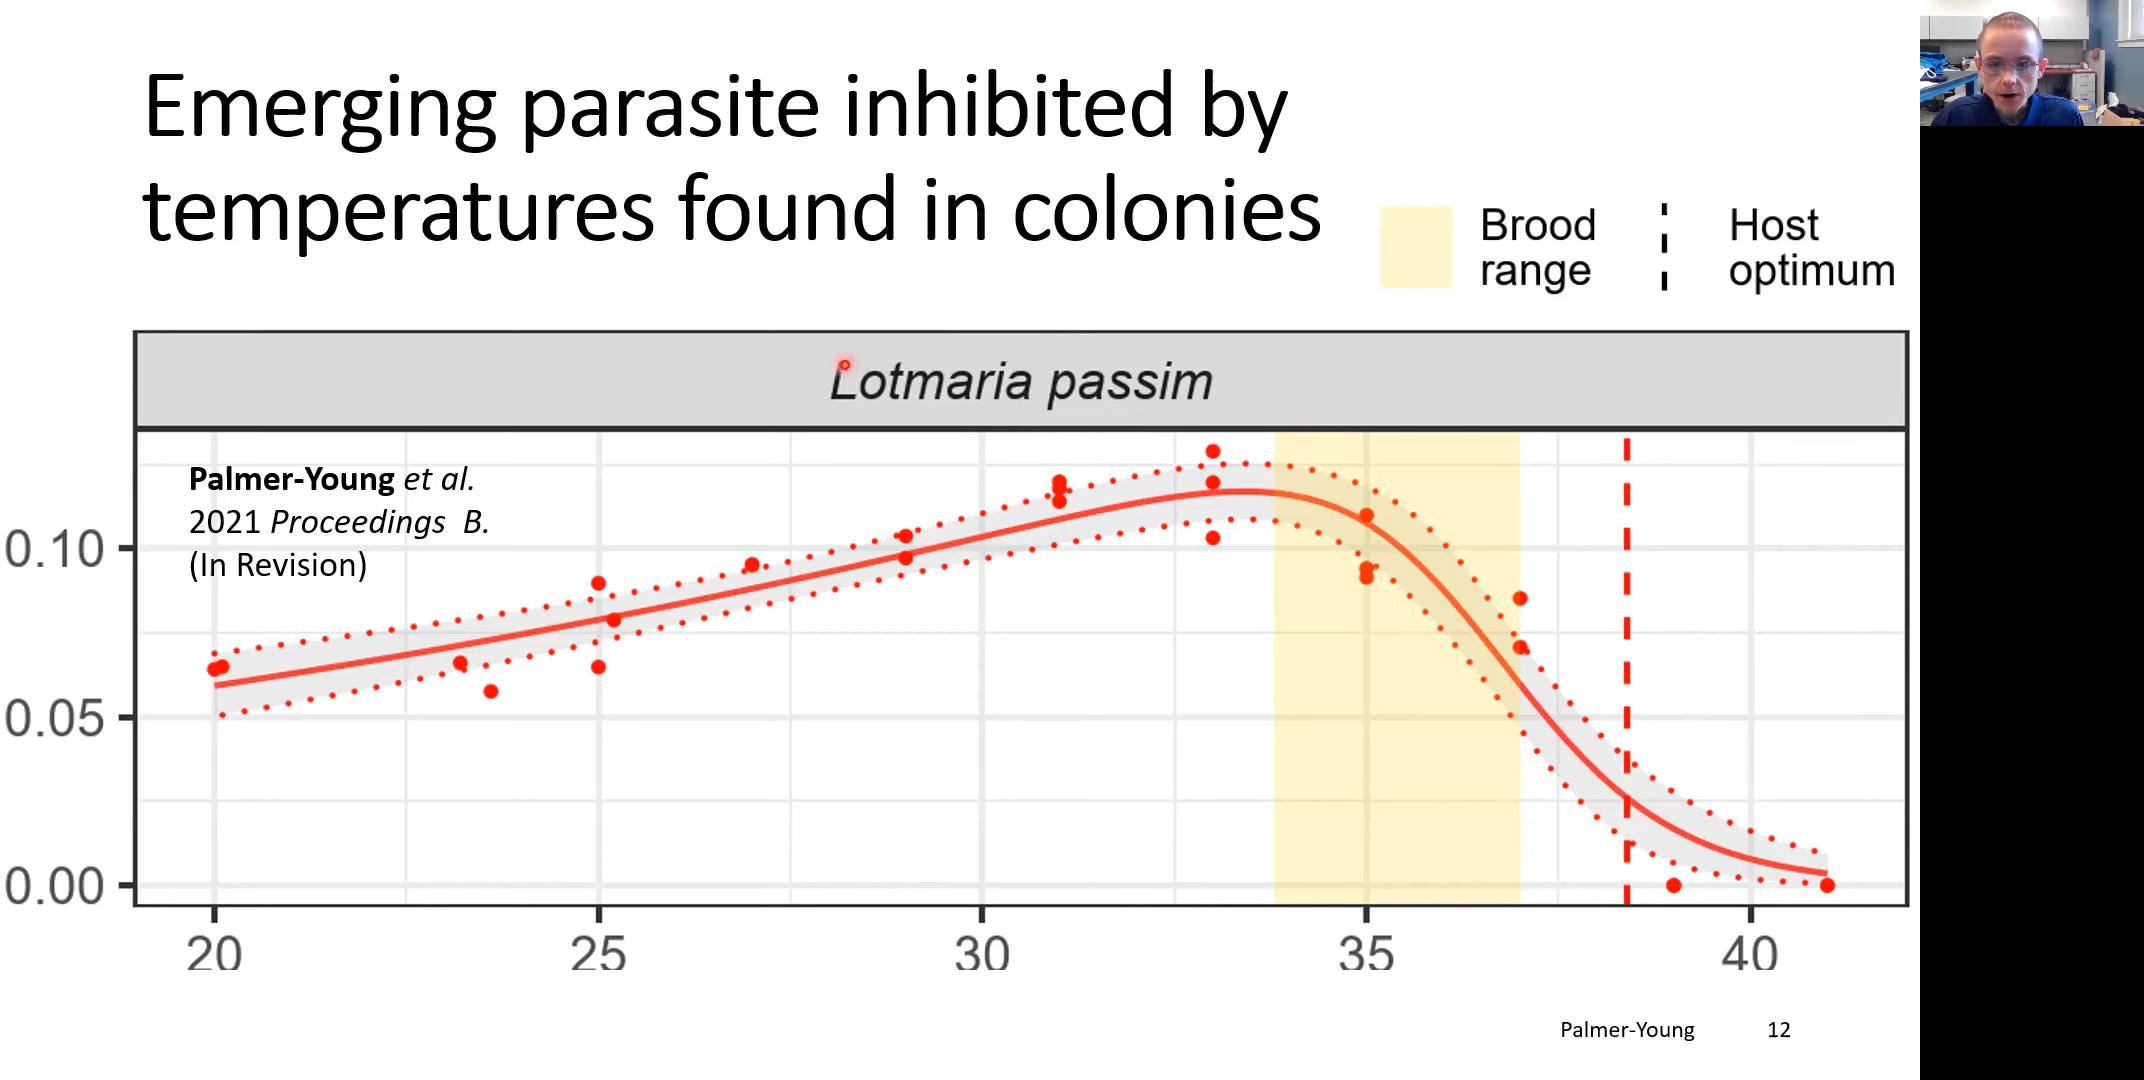 Emerging parasite inhibited by
temperatures found in colonies
Brood
range
Host
optimum
Lotmaria passim
Palmer-Young et al.
2021 Proceedings B.
(In Revision)
0.10
0.05
0.00
20 25 30 35 40
Palmer-Young 12